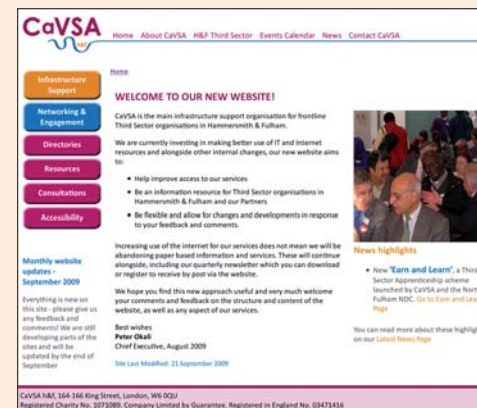 CaVSA
h&f
Home About CaVSA H&F Third Sector Events Calendar News Contact CaVSA
Infrastructure
Support
Networking &
Engagement
Directories
Resources
Consultations
Accessibility
Monthly website
updates -
September 2009
Everything is new on
this site - please give us
any feedback and
comments! We are still
developing parts of the
sites and will be
updated by the end of
September
Home
WELCOME TO OUR NEW WEBSITE!
CaVSA is the main infrastructure support organisation for frontline
Third Sector organisations in Hammersmith & Fulham.
We are currently investing in making better use of IT and Internet
resources and alongside other internal changes, our new website aims
to:
• Help improve access to our services
• Be an information resource for Third Sector organisations in
Hammersmith & Fulham and our Partners
• Be flexible and allow for changes and developments in response
to your feedback and comments.
Increasing use of the internet for our services does not mean we will be
abandoning paper based information and services. These will continue
alongside, including our quarterly newsletter which you can download
or register to receive by post via the website.
We hope you find this new approach useful and very much welcome
your comments and feedback on the structure and content of the
website, as well as any aspect of our services.
Best wishes
Peter Okali
Chief Executive, August 2009
Site Last Modified: 21 September 2009
News highlights
• New "Earn and Learn", a Third
Sector Apprenticeship scheme
launched by CaVSA and the Nort
Fulham NDC. Go to Earn and Lea
Page
You can read more about these highligh
on our Latest News Page
CaVSA h&f, 164-166 King Street, London, W6 0QU
Registered Charity No. 1071089. Company Limited by Guarantee. Registered in England No. 03471416